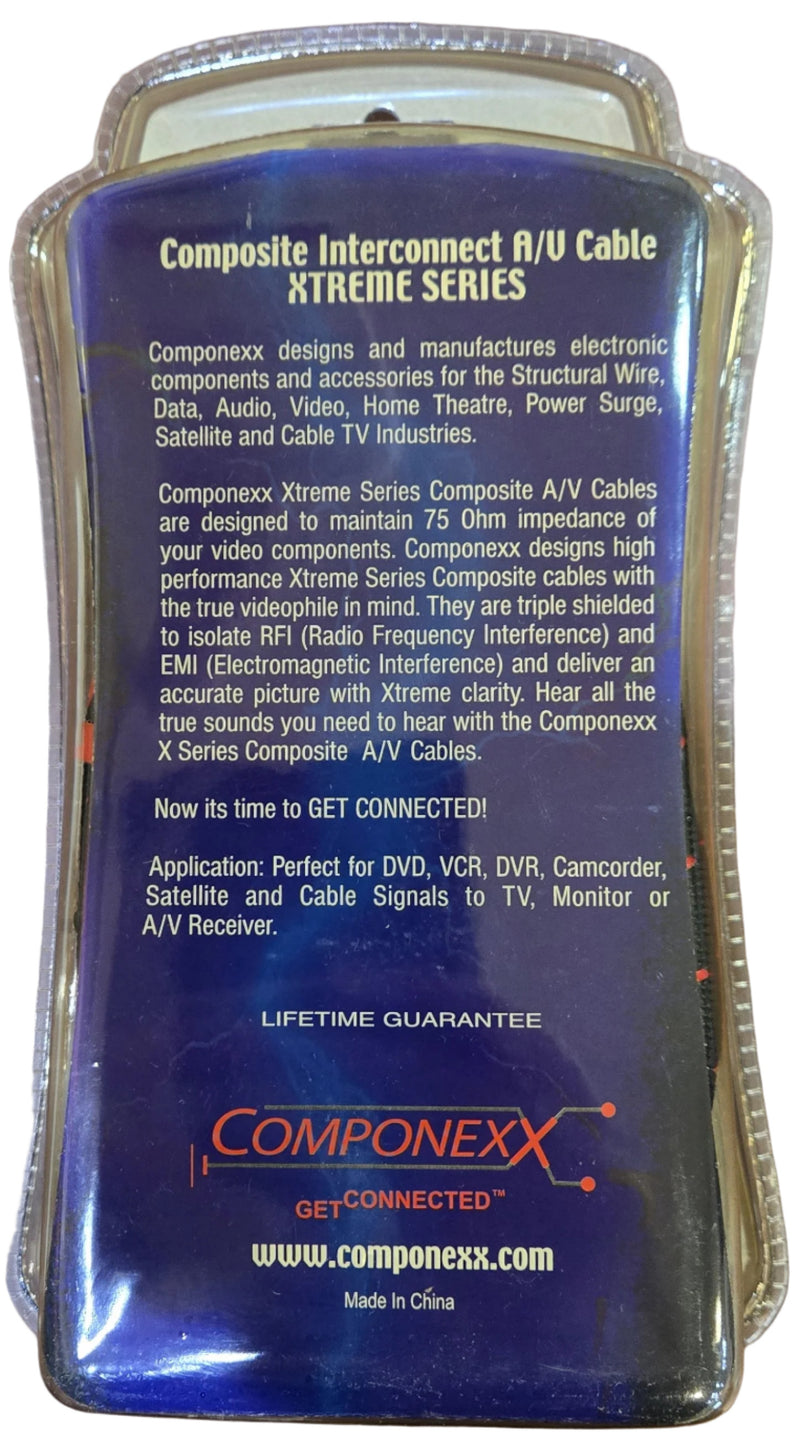 Composite Interconnect A/V Cable
XTREME SERIES
Componexx designs and manufactures electronic
components and accessories for the Structural Wire,
Data, Audio, Video, Home Theatre, Power Surge,
Satellite and Cable TV Industries.
Componexx Xtreme Series Composite A/V Cables
are designed to maintain 75 Ohm impedance of
your video components. Componexx designs high
performance Xtreme Series Composite cables with
the true videophile in mind. They are triple shielded
to isolate RFI (Radio Frequency Interference) and
EMI (Electromagnetic Interference) and deliver an
accurate picture with Xtreme clarity. Hear all the
true sounds you need to hear with the Componexx
X Series Composite A/V Cables.
Now its time to GET CONNECTED!
Application: Perfect for DVD, VCR, DVR, Camcorder,
Satellite and Cable Signals to TV, Monitor or
A/V Receiver.
LIFETIME GUARANTEE
COMPONEXX
GET CONNECTED™
www.componexx.com
Made In China